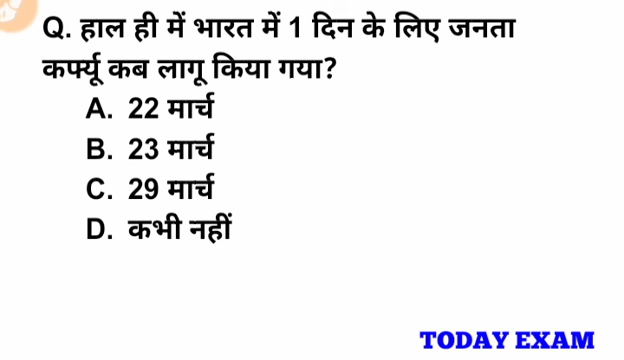 Q. हाल ही में भारत में 1 दिन के लिए जनता
कर्फ्यू कब लागू किया गया?
A. 22 मार्च
B. 23 मार्च
C. 29 मार्च
D. कभी नहीं
TODAY EXAM